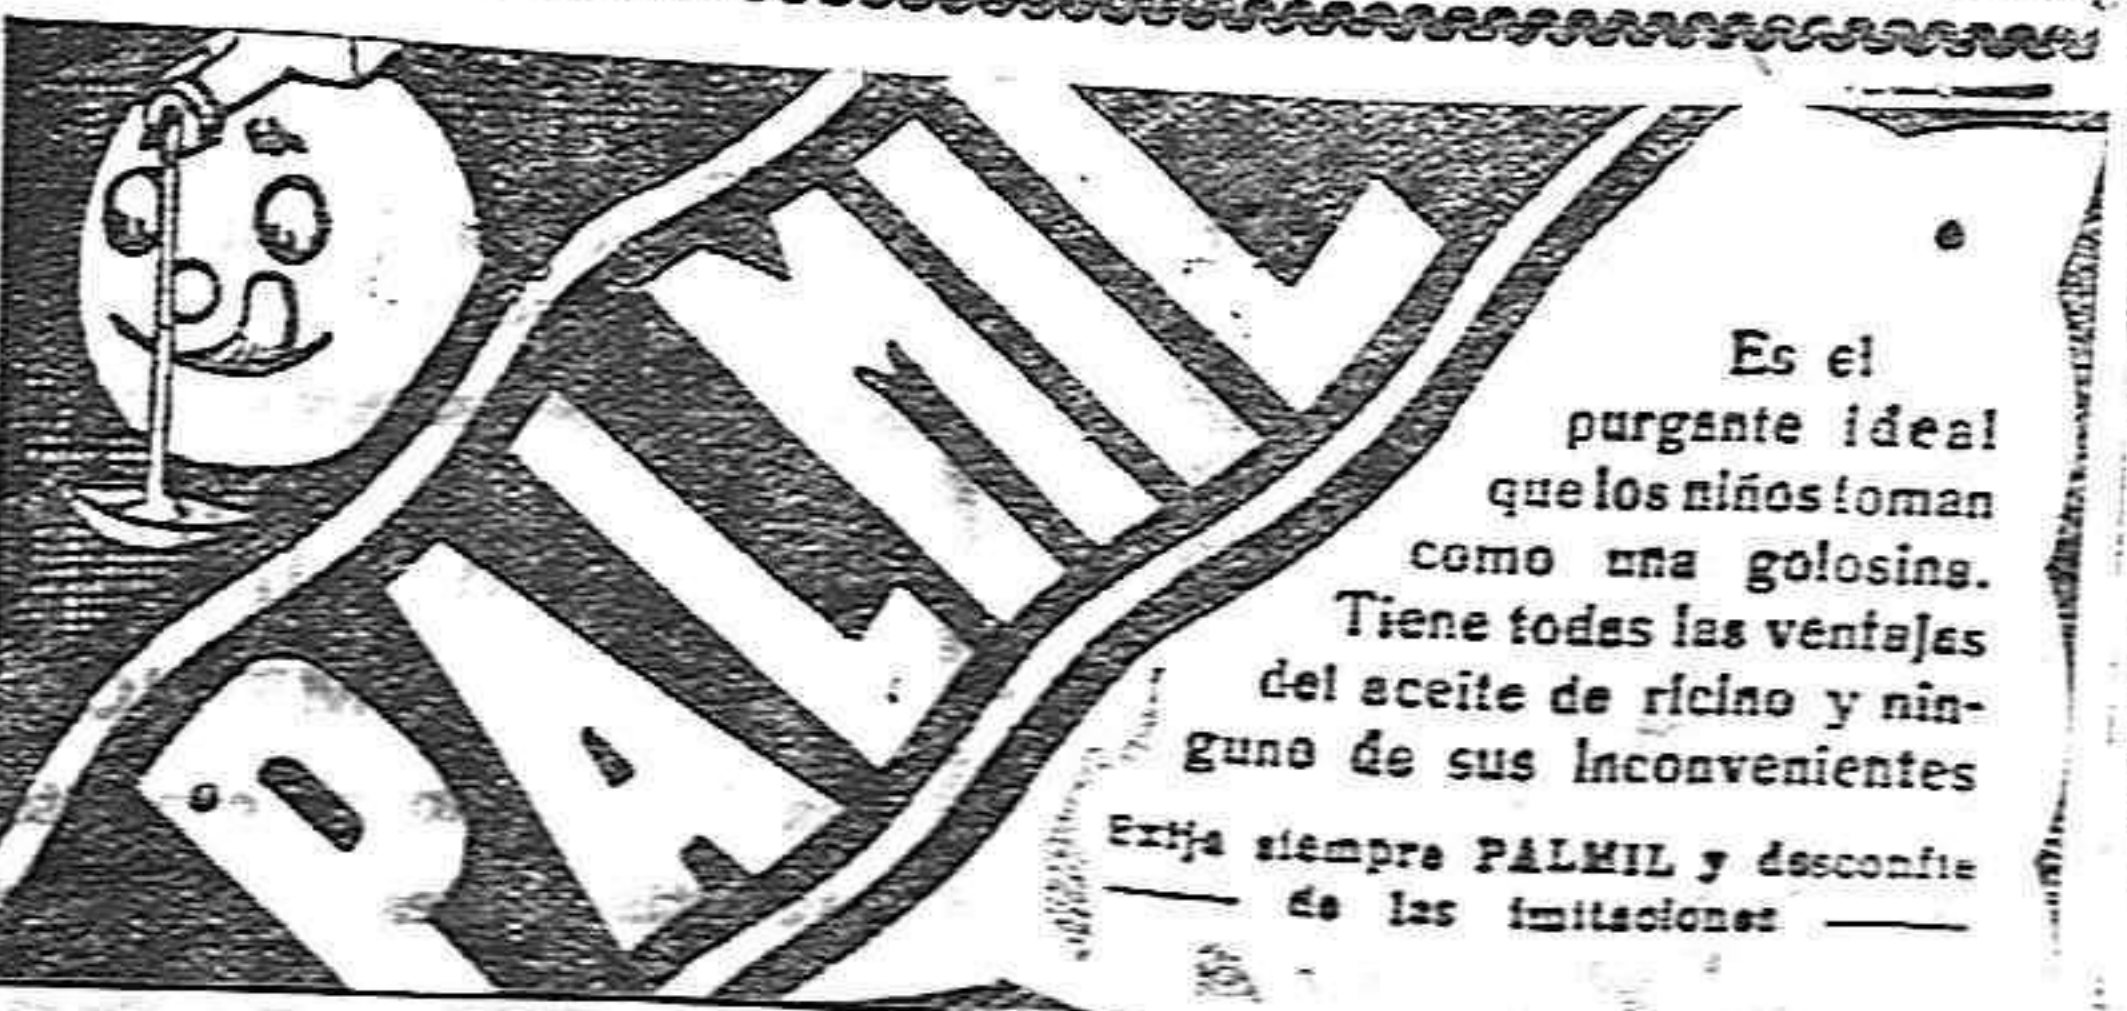 PALMIL
Es el
purgante ideal
que los niños toman
como una golosina.
Tiene todas las ventajas
del aceite de ricino y nin-
guno de sus inconvenientes
Exija siempre PALMIL y desconfie
de las imitaciones